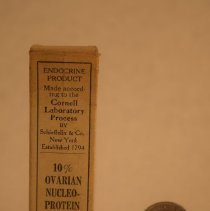 ENDOCRINE
PRODUCT
Made accord-
ing to the
Cornell
Laboratory
Process
BY
Schieffelin & Co.
New York
Established 1794
10%
OVARIAN
NUCLEO-
PROTEIN